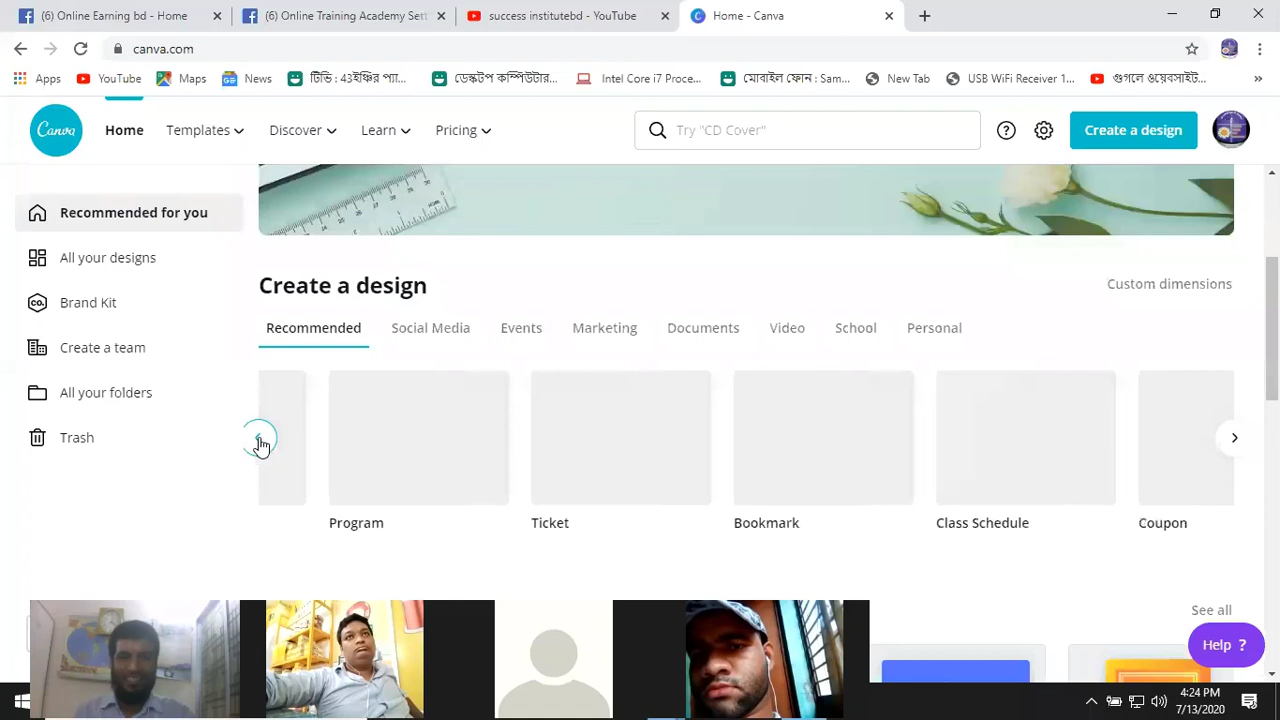 (6) Online Earning bd - Home
(6) Online Training Academy Sett
success institutebd - YouTube
Home - Canva
canva.com
Apps
YouTube
Maps
News
টিভি : 43ইঞ্চির প্যা...
ডেস্কটপ কম্পিউটার...
Intel Core i7 Proce...
মোবাইল ফোন : Sam...
New Tab
USB WiFi Receiver 1...
গুগলে ওয়েবসাইট...
Canva
Home
Templates
Discover
Learn
Pricing
Try "CD Cover"
Create a design
Recommended for you
All your designs
CO.
Brand Kit
Create a team
All your folders
Trash
Create a design
Custom dimensions
Recommended
Social Media
Events
Marketing
Documents
Video
School
Personal
Program
Ticket
Bookmark
Class Schedule
Coupon
See all
Help ?
4:24 PM
7/13/2020